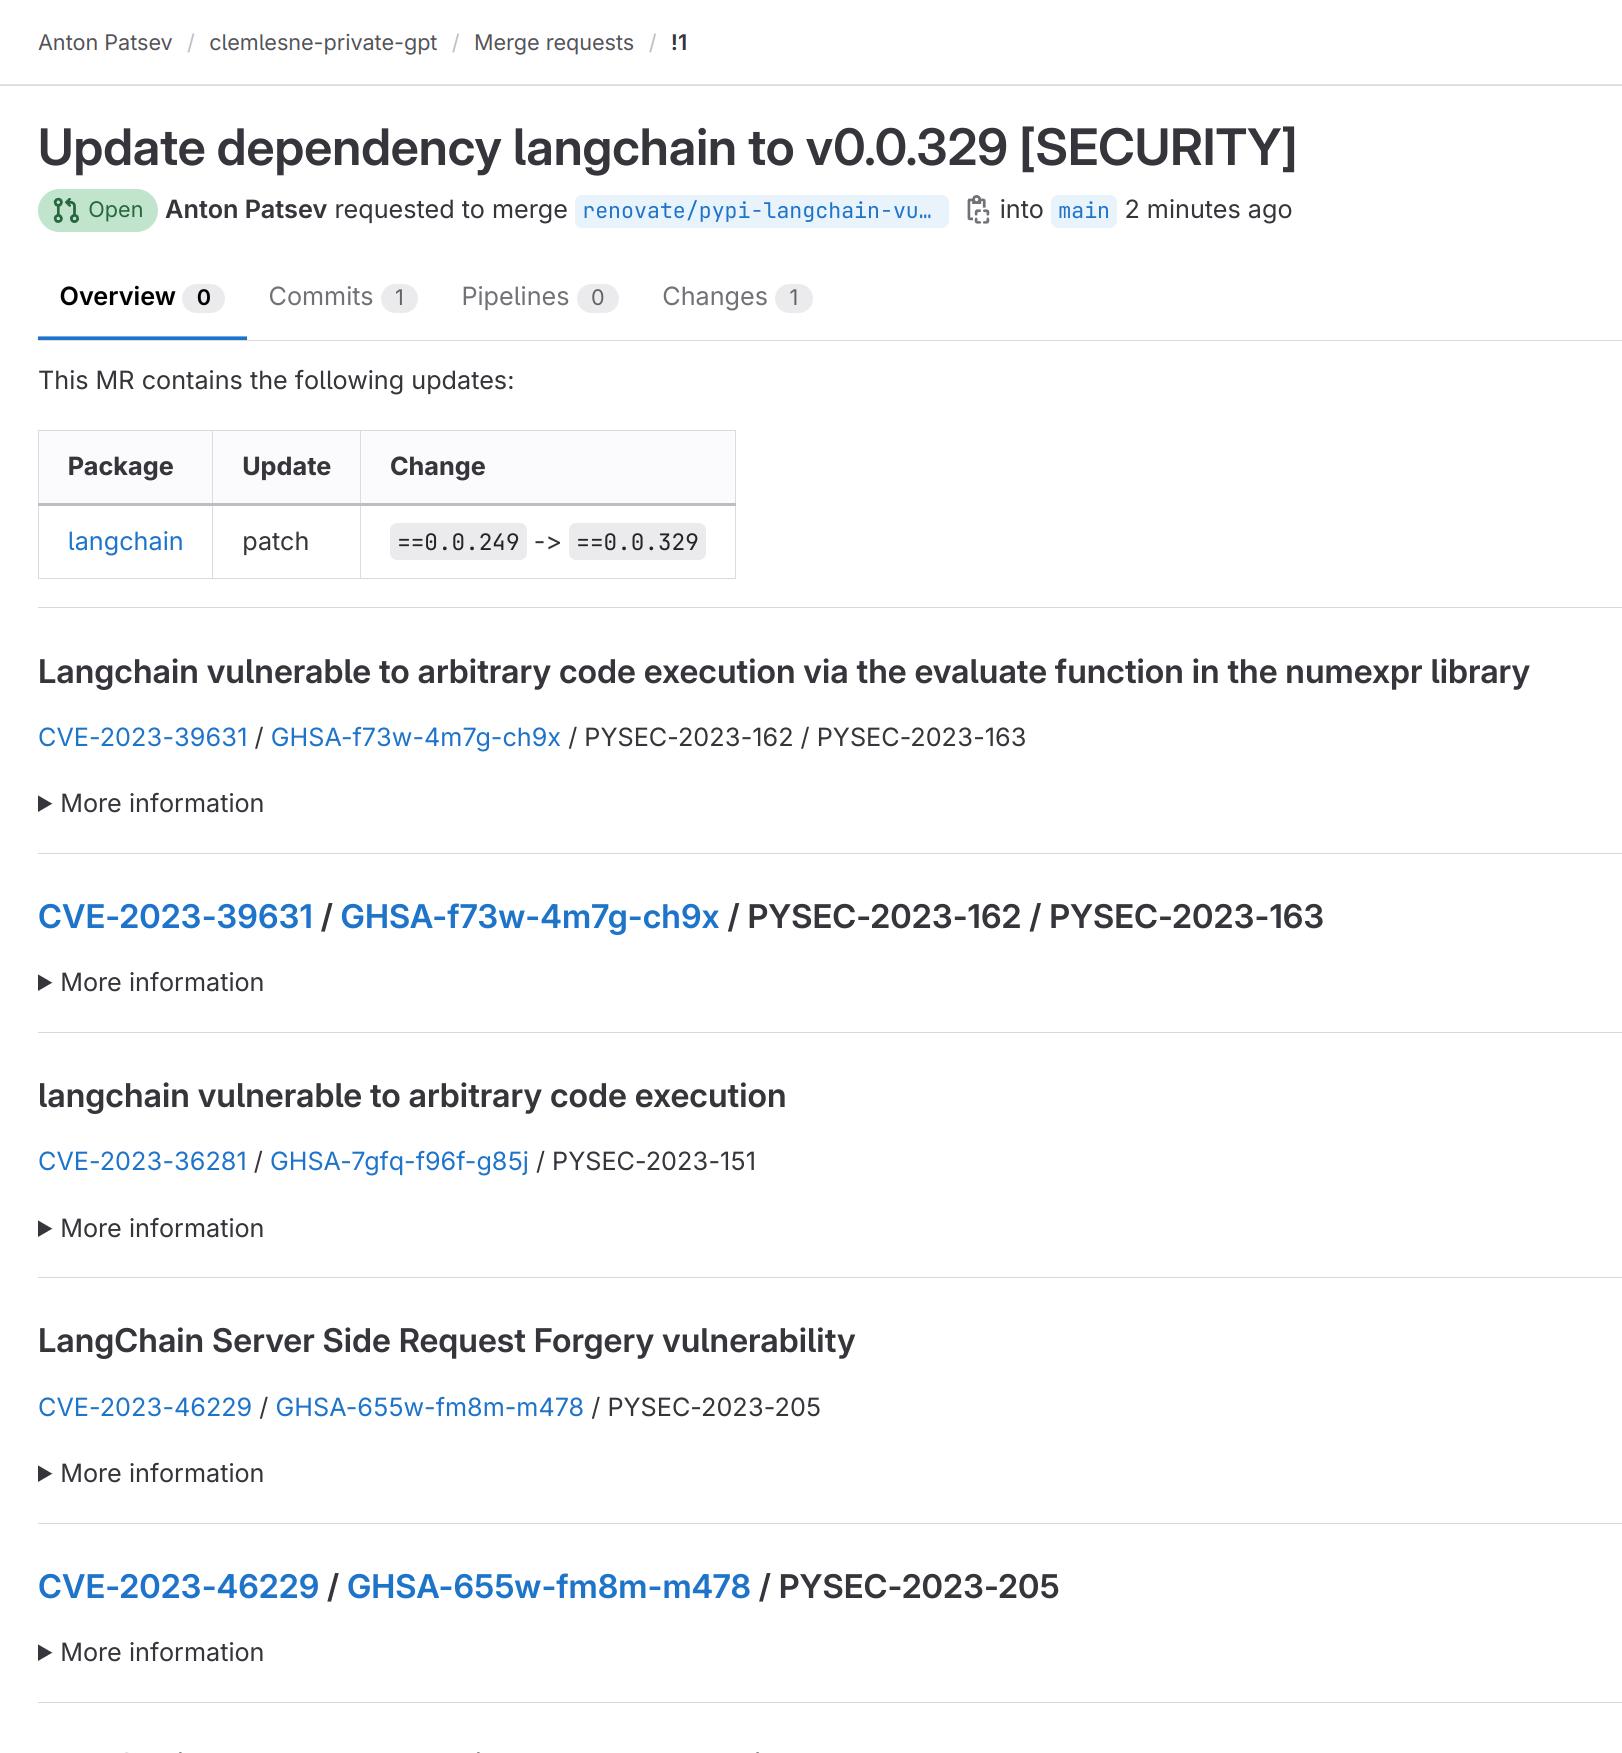 Anton Patsev / clemlesne-private-gpt / Merge requests / !1
Update dependency langchain to v0.0.329 [SECURITY]
Open Anton Patsev requested to merge renovate/pypi-langchain-vu… into main 2 minutes ago
Overview 0 Commits 1 Pipelines 0 Changes 1
This MR contains the following updates:
Package Update Change
langchain patch ==0.0.249 -> ==0.0.329
Langchain vulnerable to arbitrary code execution via the evaluate function in the numexpr library
CVE-2023-39631 / GHSA-f73w-4m7g-ch9x / PYSEC-2023-162 / PYSEC-2023-163
More information
CVE-2023-39631 / GHSA-f73w-4m7g-ch9x / PYSEC-2023-162 / PYSEC-2023-163
More information
langchain vulnerable to arbitrary code execution
CVE-2023-36281 / GHSA-7gfq-f96f-g85j / PYSEC-2023-151
More information
LangChain Server Side Request Forgery vulnerability
CVE-2023-46229 / GHSA-655w-fm8m-m478 / PYSEC-2023-205
More information
CVE-2023-46229 / GHSA-655w-fm8m-m478 / PYSEC-2023-205
More information